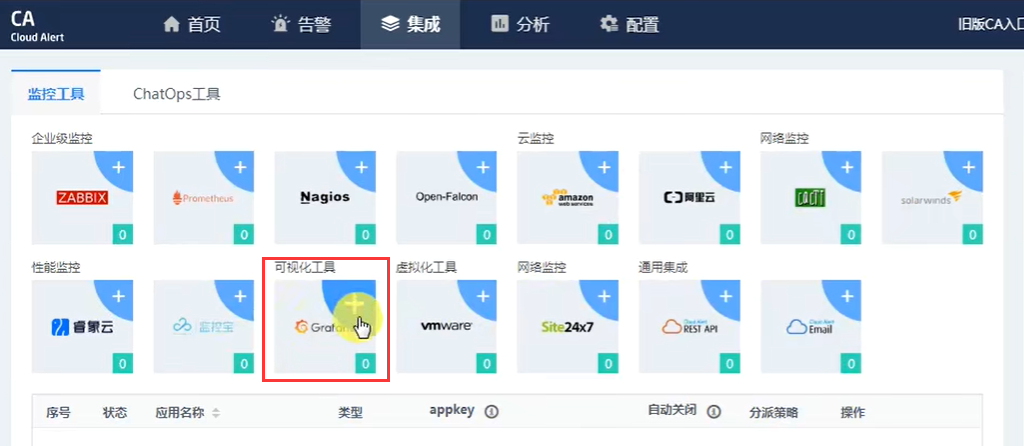 CA
Cloud Alert
首页
告警
集成
分析
配置
旧版CA入口
监控工具
ChatOps工具
企业级监控
云监控
网络监控
ZABBIX
Prometheus
Nagios
Open-Falcon
amazon
web services
阿里云
cacti
solarwinds
0
0
0
0
0
0
0
0
性能监控
可视化工具
虚拟化工具
网络监控
通用集成
睿象云
监控宝
Grafan
vmware
Site24x7
Cloud Alert
REST API
Cloud Alert
Email
0
0
0
0
0
0
0
序号
状态
应用名称
类型
appkey
自动关闭
分派策略
操作